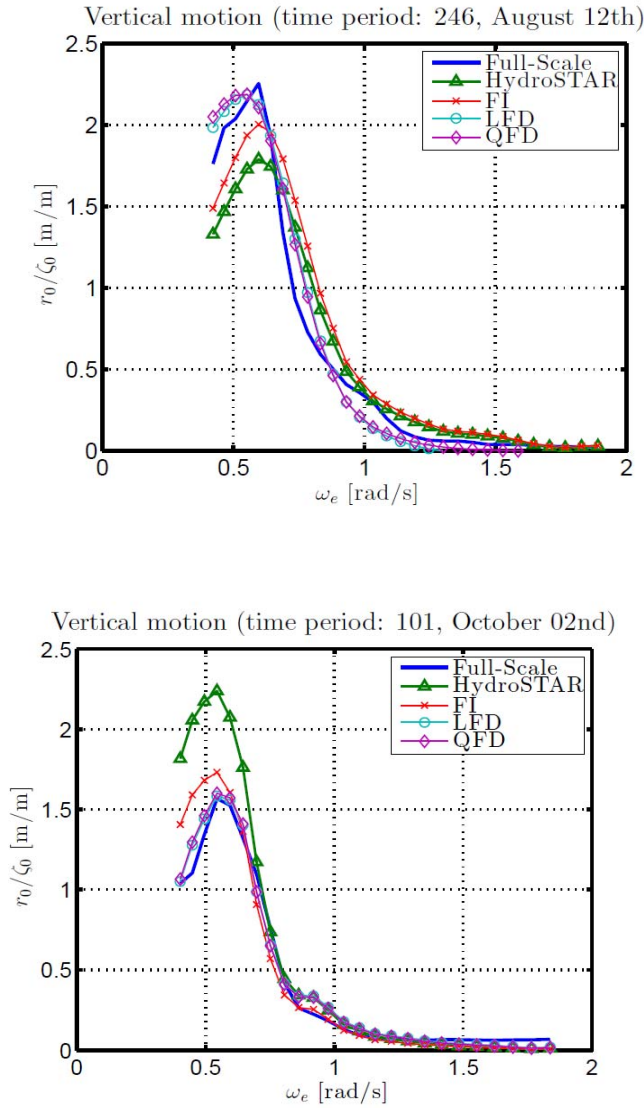 Vertical motion (time period: 246, August 12th)
2.5
2
1.5
1
0.5
0
r₀/ζ₀ [m/m]
Full-Scale
HydroSTAR
FI
LFD
QFD
0 0.5 1 1.5 2
ωₑ [rad/s]
Vertical motion (time period: 101, October 02nd)
2.5
2
1.5
1
0.5
0
r₀/ζ₀ [m/m]
Full-Scale
HydroSTAR
FI
LFD
QFD
0 0.5 1 1.5 2
ωₑ [rad/s]